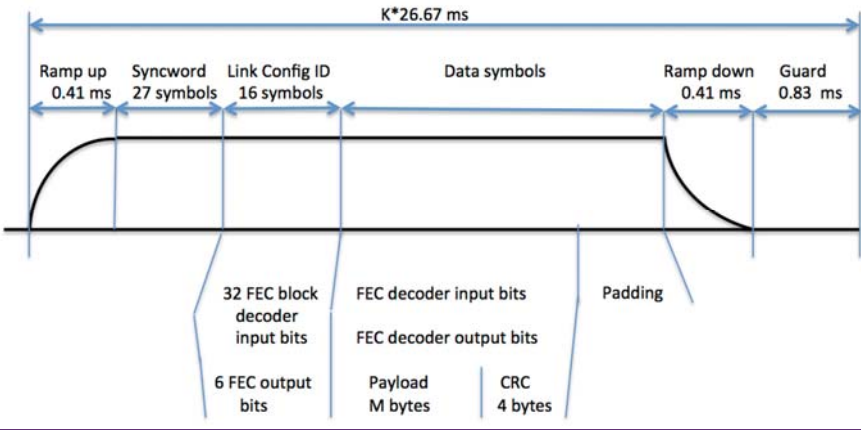 K*26.67 ms
Ramp up
0.41 ms
Syncword
27 symbols
Link Config ID
16 symbols
Data symbols
Ramp down
0.41 ms
Guard
0.83 ms
32 FEC block
decoder
input bits
FEC decoder input bits
Padding
FEC decoder output bits
6 FEC output
bits
Payload
M bytes
CRC
4 bytes